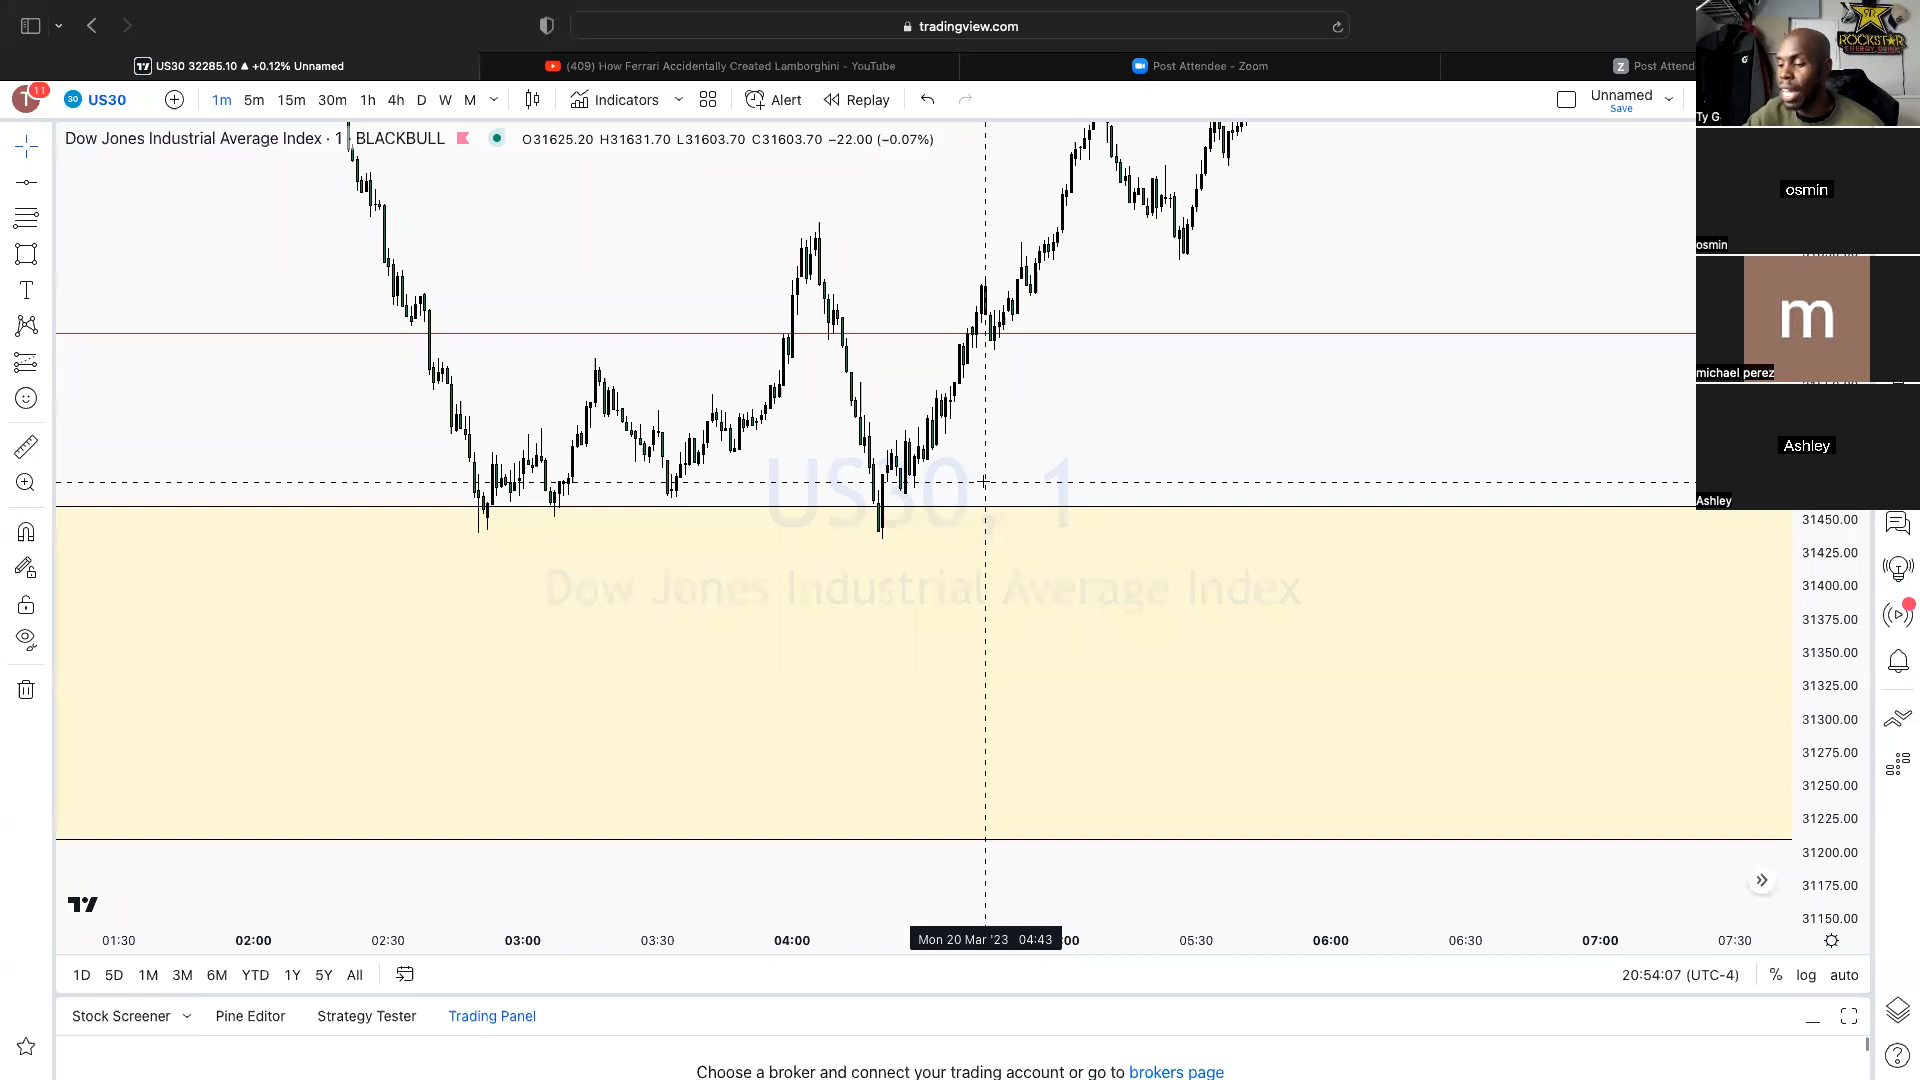 tradingview.com
US30 32285.10 ▲ +0.12% Unnamed
(409) How Ferrari Accidentally Created Lamborghini - YouTube
Post Attendee - Zoom
Z Post Attend
T 11
30 US30
1m 5m 15m 30m 1h 4h D W M
Indicators
Alert
Replay
Unnamed
Save
Dow Jones Industrial Average Index · 1 BLACKBULL
O31625.20 H31631.70 L31603.70 C31603.70 −22.00 (−0.07%)
ROCKSTAR
ENERGY DRINK
Ty G
osmin
osmin
m
michael perez
Ashley
Ashley
US30, 1
Dow Jones Industrial Average Index
31450.00
31425.00
31400.00
31375.00
31350.00
31325.00
31300.00
31275.00
31250.00
31225.00
31200.00
31175.00
31150.00
01:30 02:00 02:30 03:00 03:30 04:00 Mon 20 Mar '23 04:43 :00 05:30 06:00 06:30 07:00 07:30
1D 5D 1M 3M 6M YTD 1Y 5Y All
20:54:07 (UTC-4) % log auto
Stock Screener Pine Editor Strategy Tester Trading Panel
Choose a broker and connect your trading account or go to brokers page